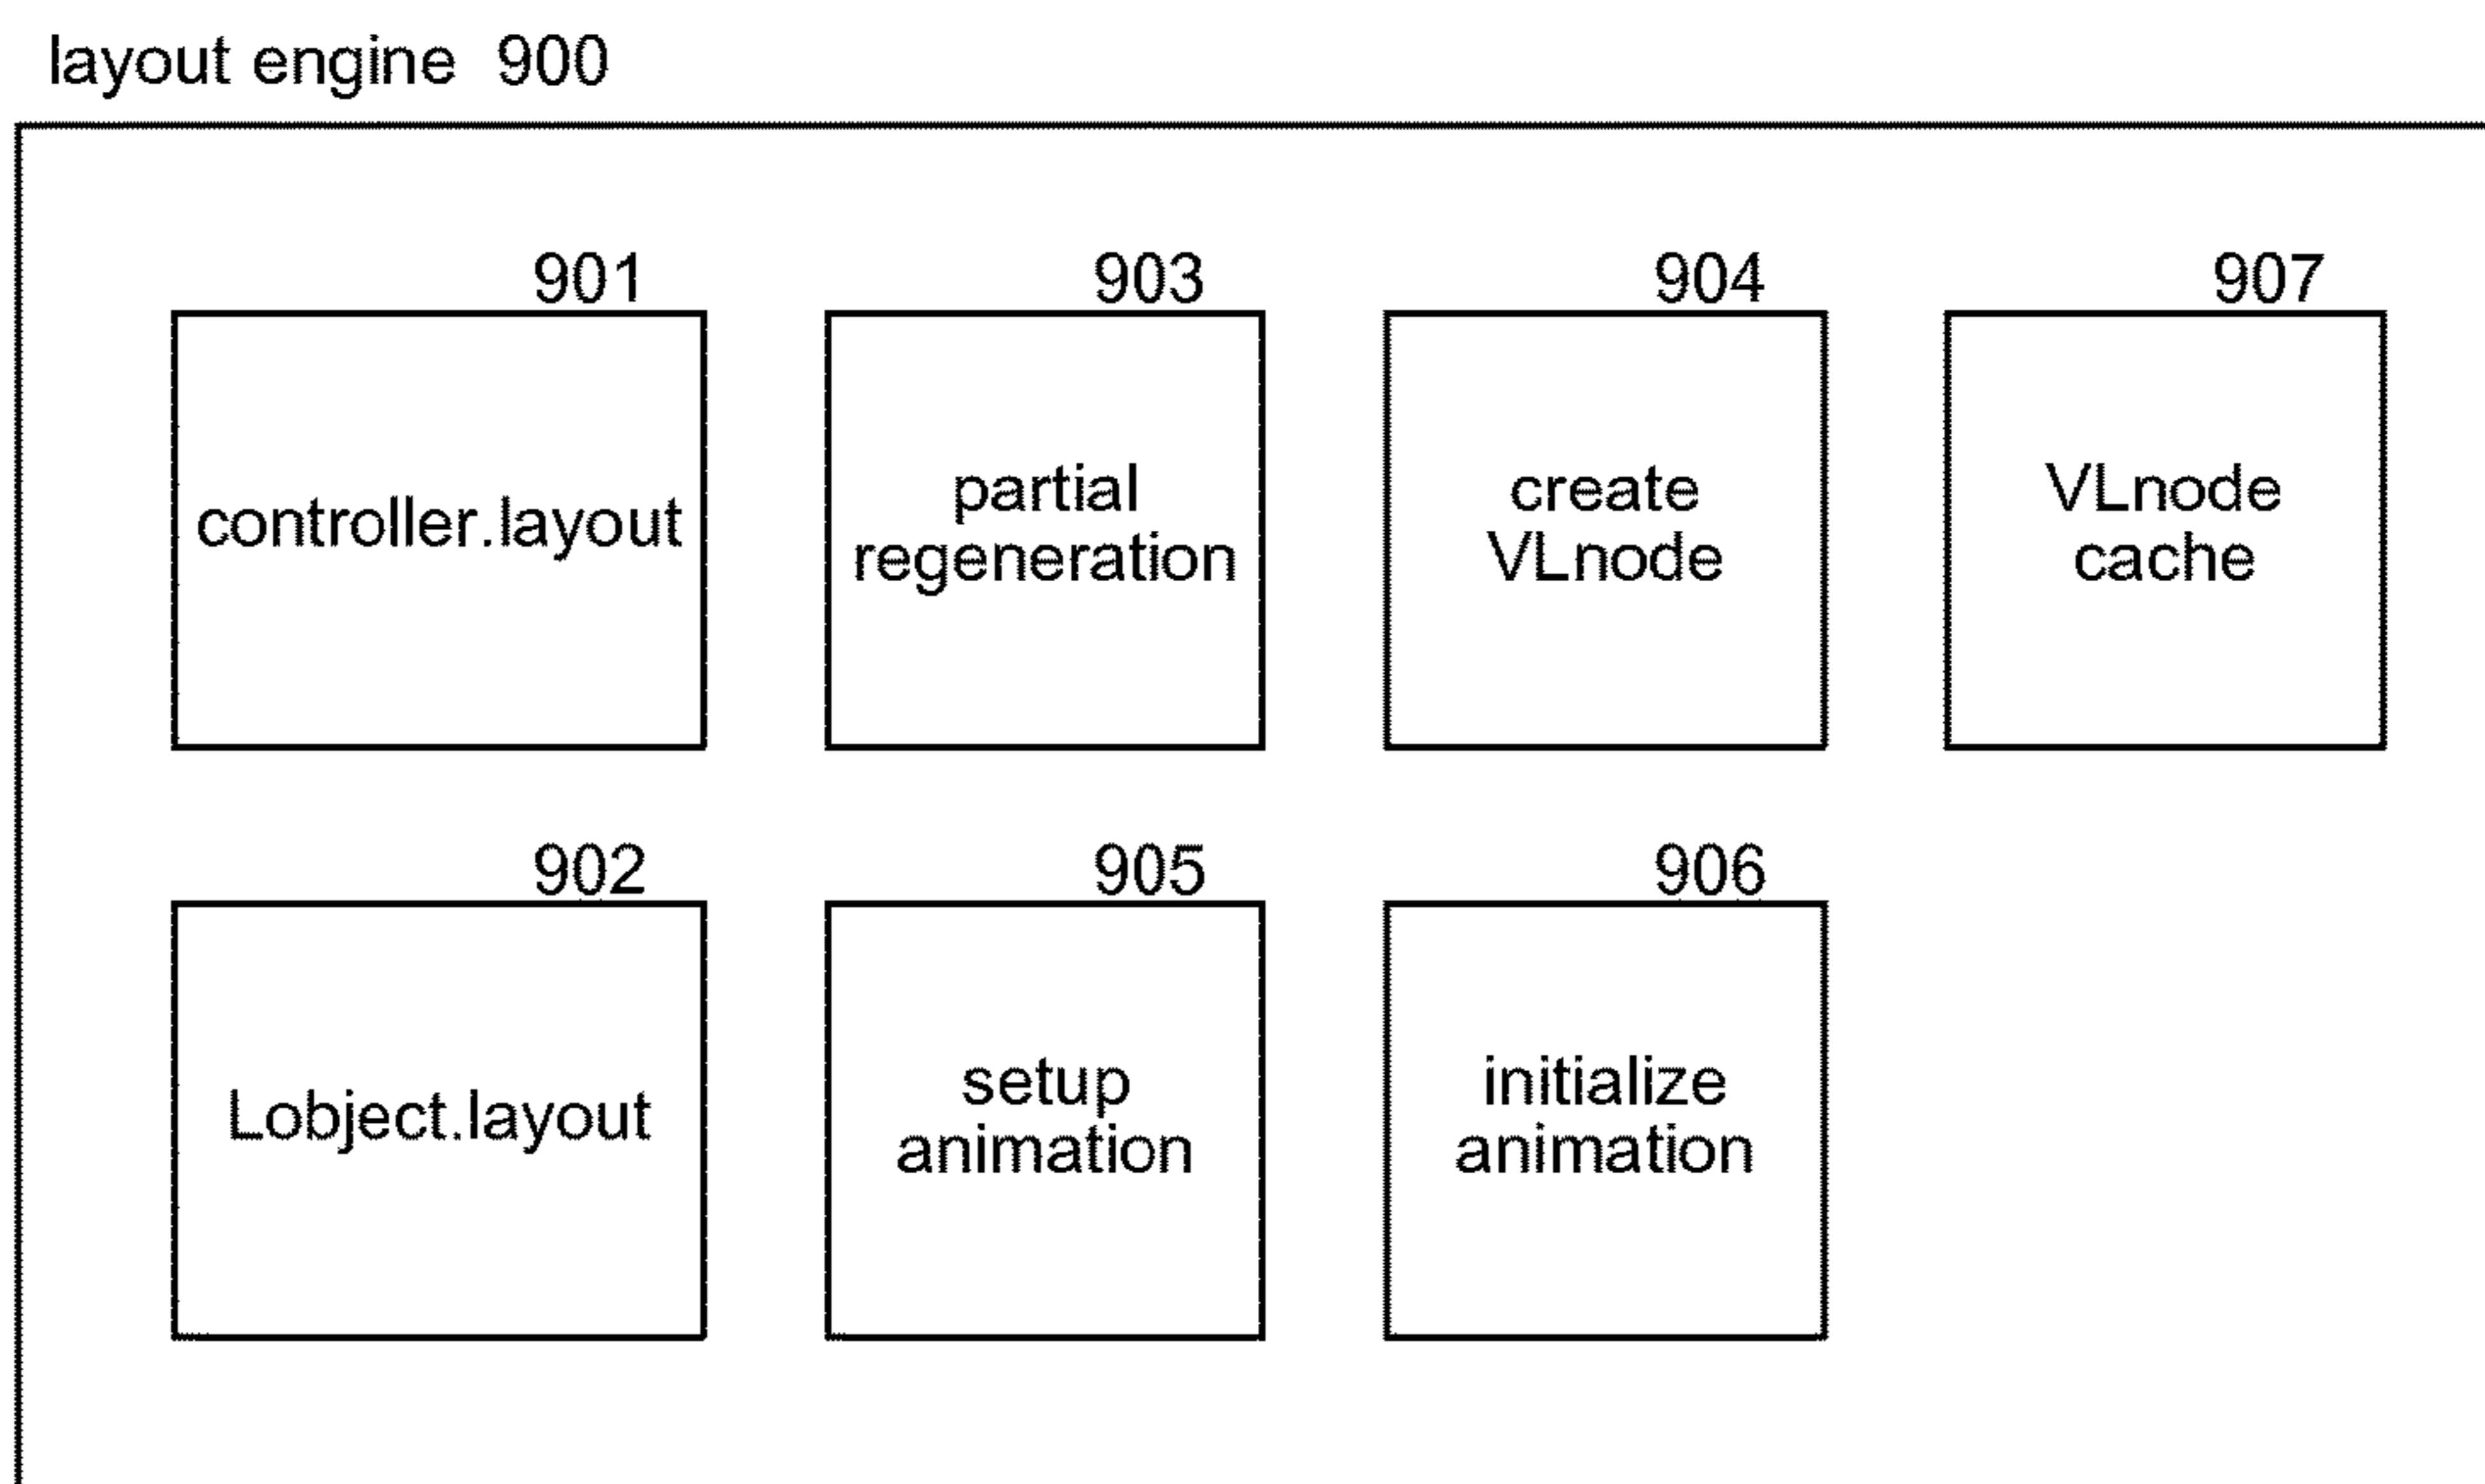 layout engine 900
901
controller.layout
903
partial
regeneration
904
create
VLnode
907
VLnode
cache
902
Lobject.layout
905
setup
animation
906
initialize
animation